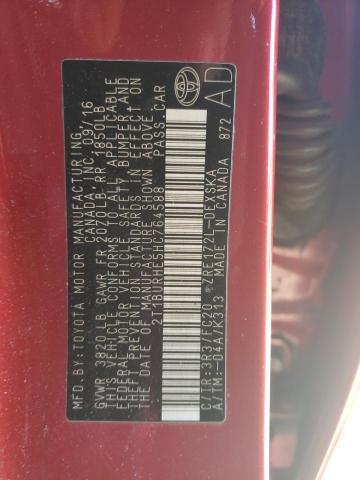 MFD.BY:TOYOTA MOTOR MANUFACTURING,
CANADA, INC. 09/16
GVWR 3820LB GAWR FR 2070LB RR 1850LB
THIS VEHICLE CONFORMS TO ALL APPLICABLE
FEDERAL MOTOR VEHICLE SAFETY BUMPER, AND
THEFT PREVENTION STANDARDS IN EFFECT ON
THE DATE OF MANUFACTURE SHOWN ABOVE.
2T1BURHE5HC764588 PASS.CAR
C/TR:3R3/FC20 ZRE172L-DEXSKA
A/TM:-04A/K313 MADE IN CANADA
872
AD
TOYOTA